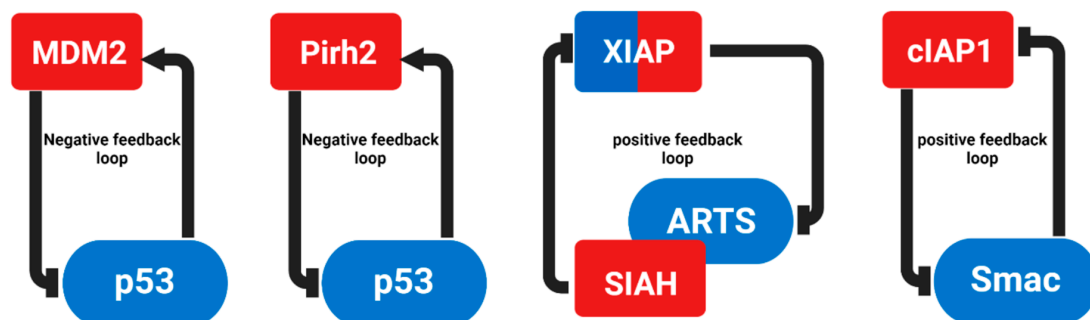 MDM2
Negative feedback
loop
p53
Pirh2
Negative feedback
loop
p53
XIAP
positive feedback
loop
ARTS
SIAH
cIAP1
positive feedback
loop
Smac